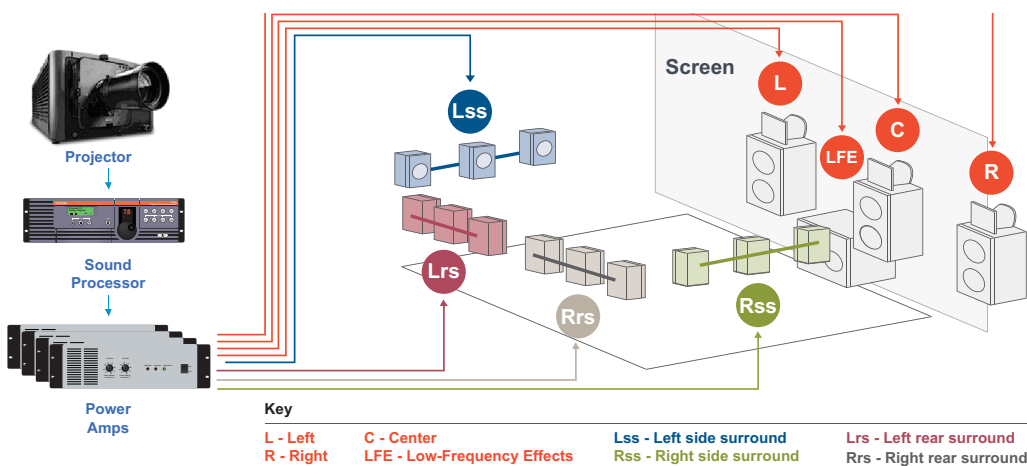 Screen
L
Lss
C
LFE
R
Projector
Sound
Processor
Lrs
Rrs
Rss
Power
Amps
Key
L - Left
C - Center
Lss - Left side surround
Lrs - Left rear surround
R - Right
LFE - Low-Frequency Effects
Rss - Right side surround
Rrs - Right rear surround